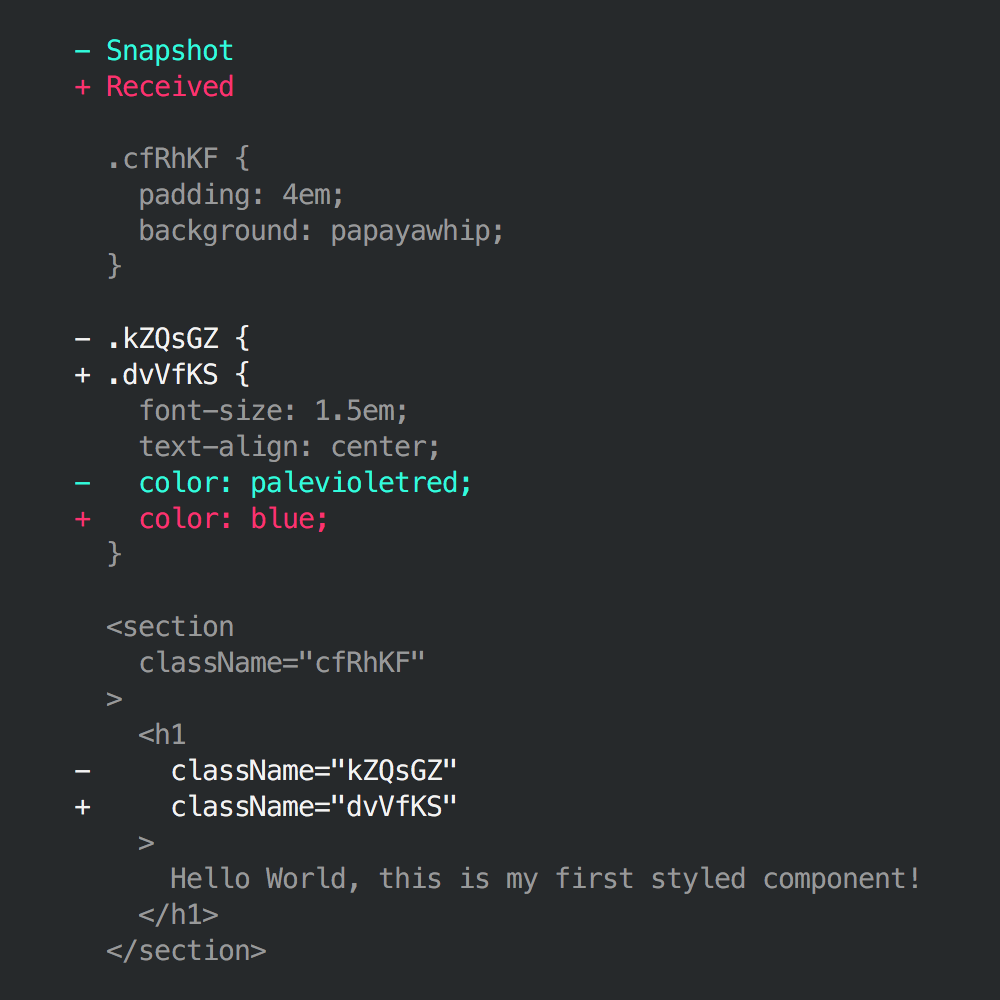 - Snapshot
+ Received

  .cfRhKF {
    padding: 4em;
    background: papayawhip;
  }

- .kZQsGZ {
+ .dvVfKS {
    font-size: 1.5em;
    text-align: center;
-   color: palevioletred;
+   color: blue;
  }

  <section
    className="cfRhKF"
  >
    <h1
-     className="kZQsGZ"
+     className="dvVfKS"
    >
      Hello World, this is my first styled component!
    </h1>
  </section>